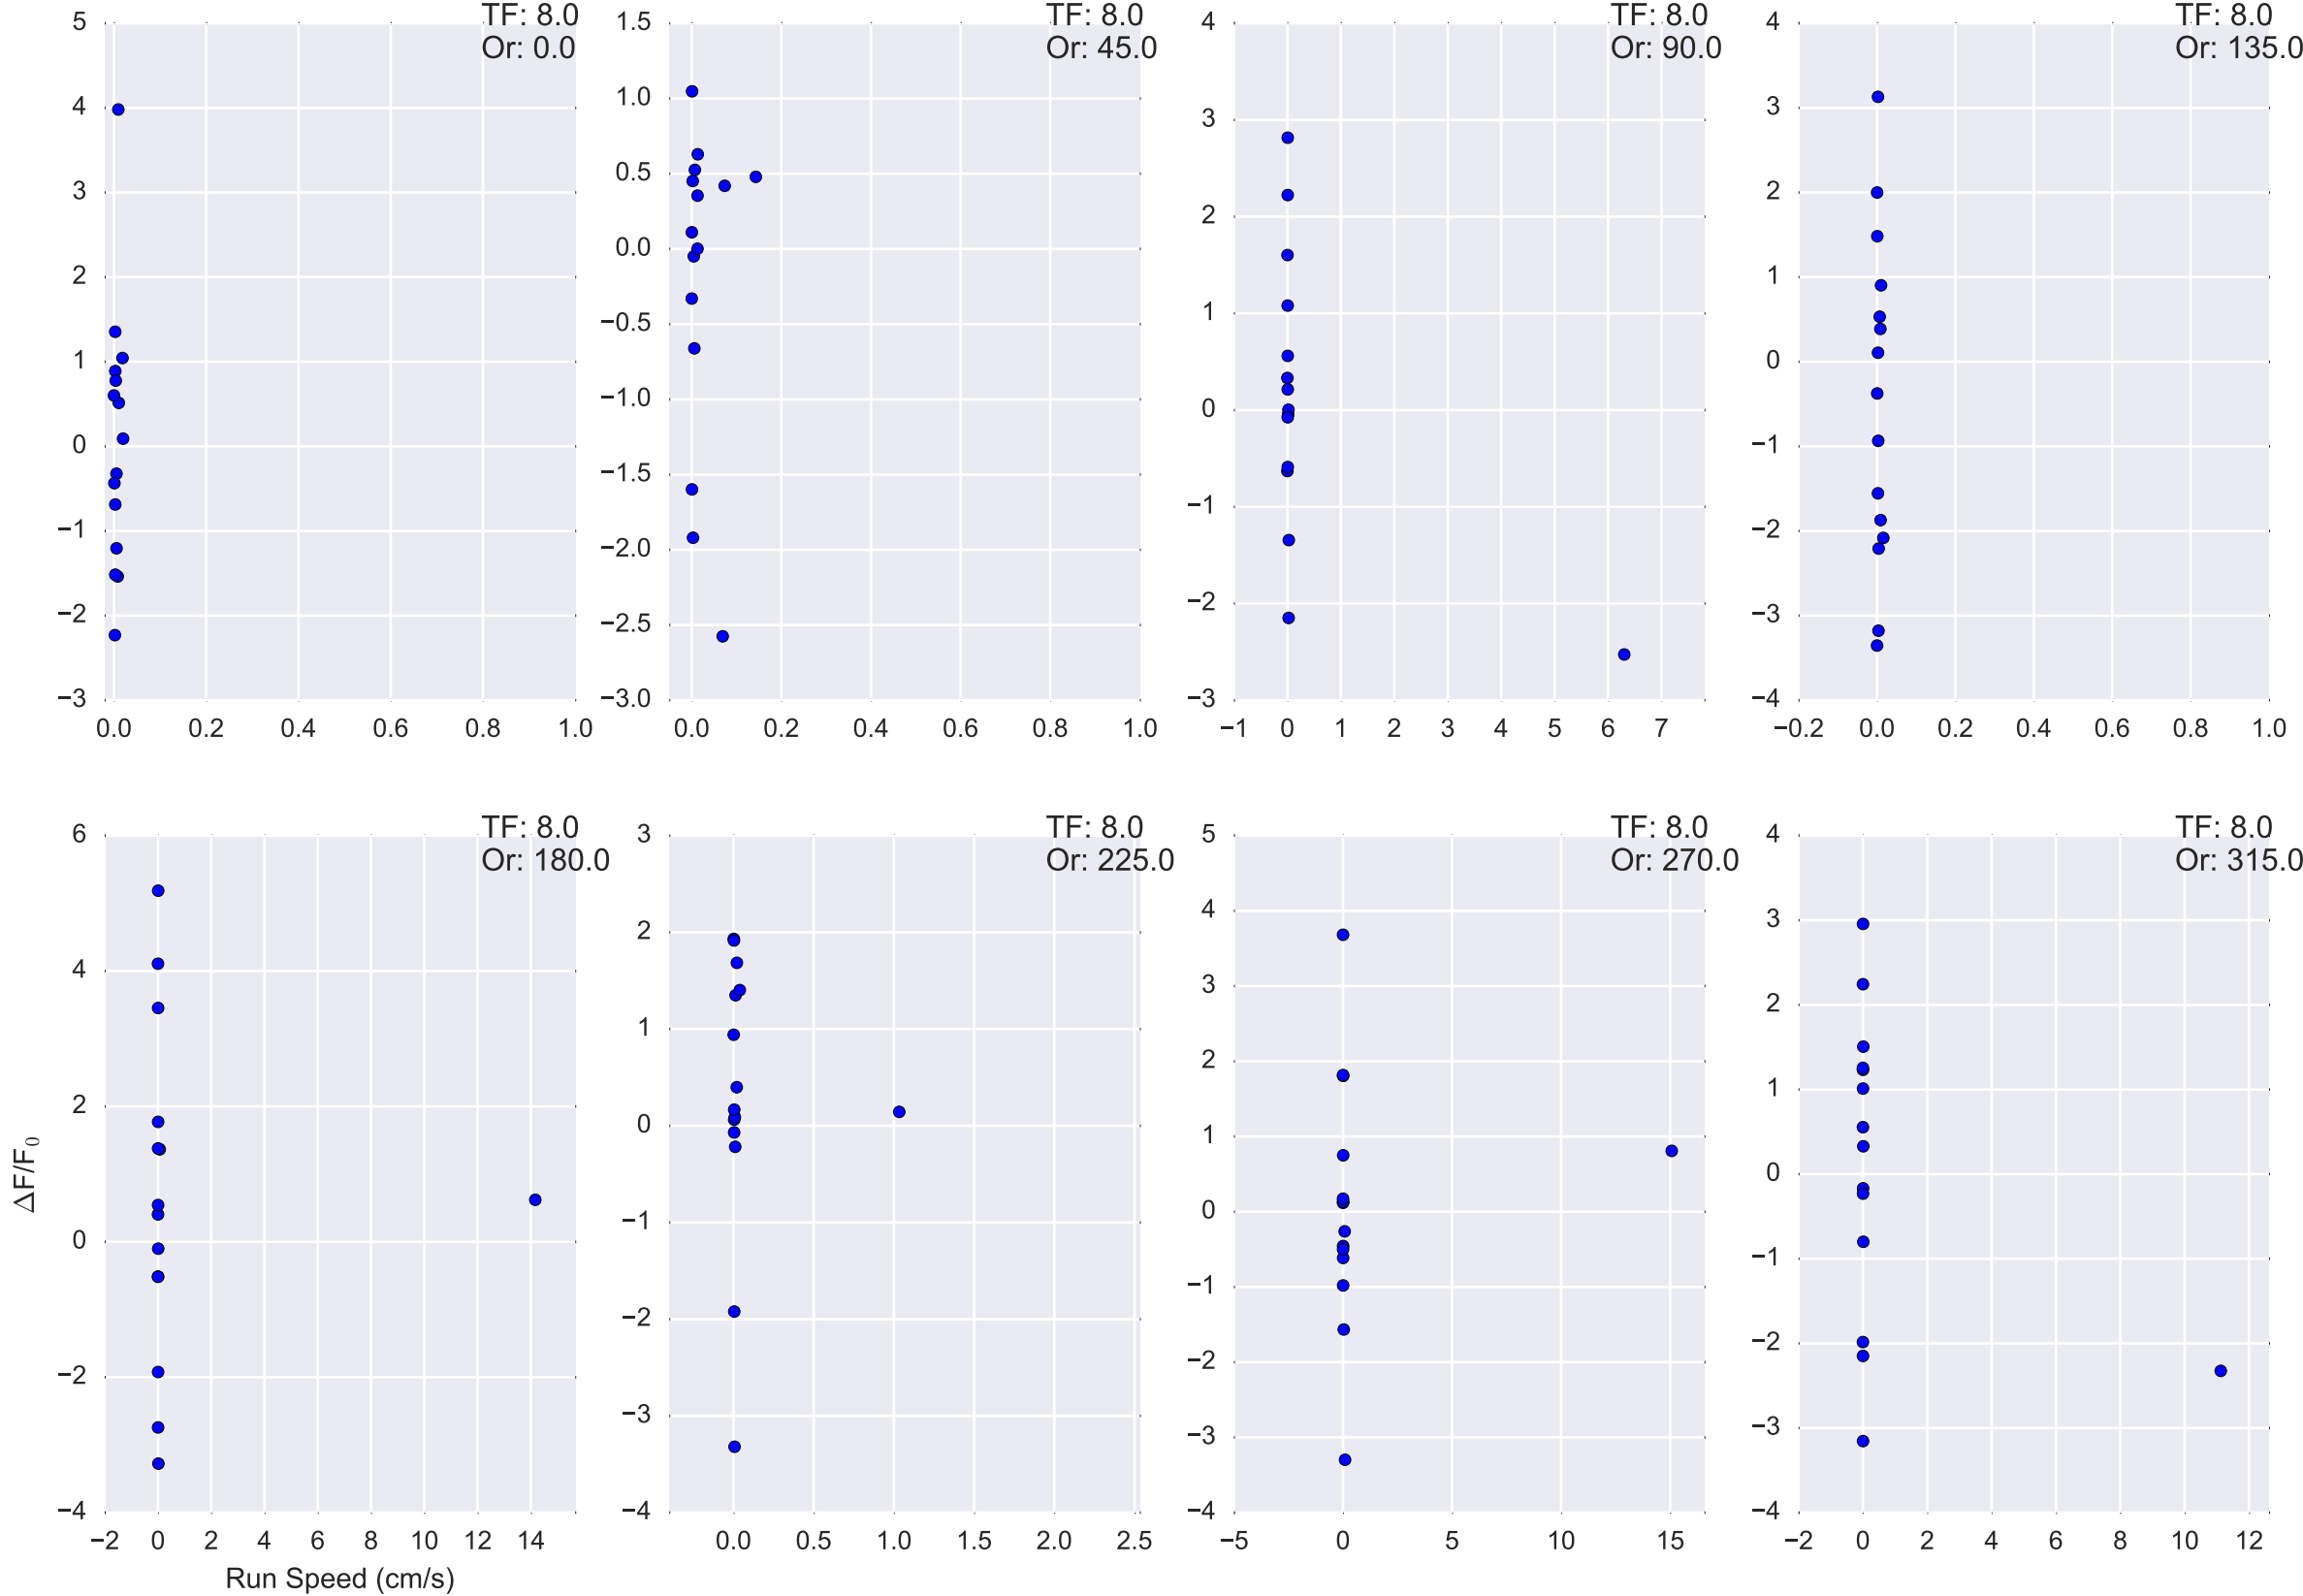 TF: 8.0
Or: 0.0
5
4
3
2
1
0
−1
−2
−3
0.0 0.2 0.4 0.6 0.8 1.0
TF: 8.0
Or: 45.0
1.5
1.0
0.5
0.0
−0.5
−1.0
−1.5
−2.0
−2.5
−3.0
0.0 0.2 0.4 0.6 0.8 1.0
TF: 8.0
Or: 90.0
4
3
2
1
0
−1
−2
−3
−1 0 1 2 3 4 5 6 7
TF: 8.0
Or: 135.0
4
3
2
1
0
−1
−2
−3
−4
−0.2 0.0 0.2 0.4 0.6 0.8 1.0
TF: 8.0
Or: 180.0
6
4
2
0
−2
−4
ΔF/F₀
−2 0 2 4 6 8 10 12 14
Run Speed (cm/s)
TF: 8.0
Or: 225.0
3
2
1
0
−1
−2
−3
−4
0.0 0.5 1.0 1.5 2.0 2.5
TF: 8.0
Or: 270.0
5
4
3
2
1
0
−1
−2
−3
−4
−5 0 5 10 15
TF: 8.0
Or: 315.0
4
3
2
1
0
−1
−2
−3
−4
−2 0 2 4 6 8 10 12